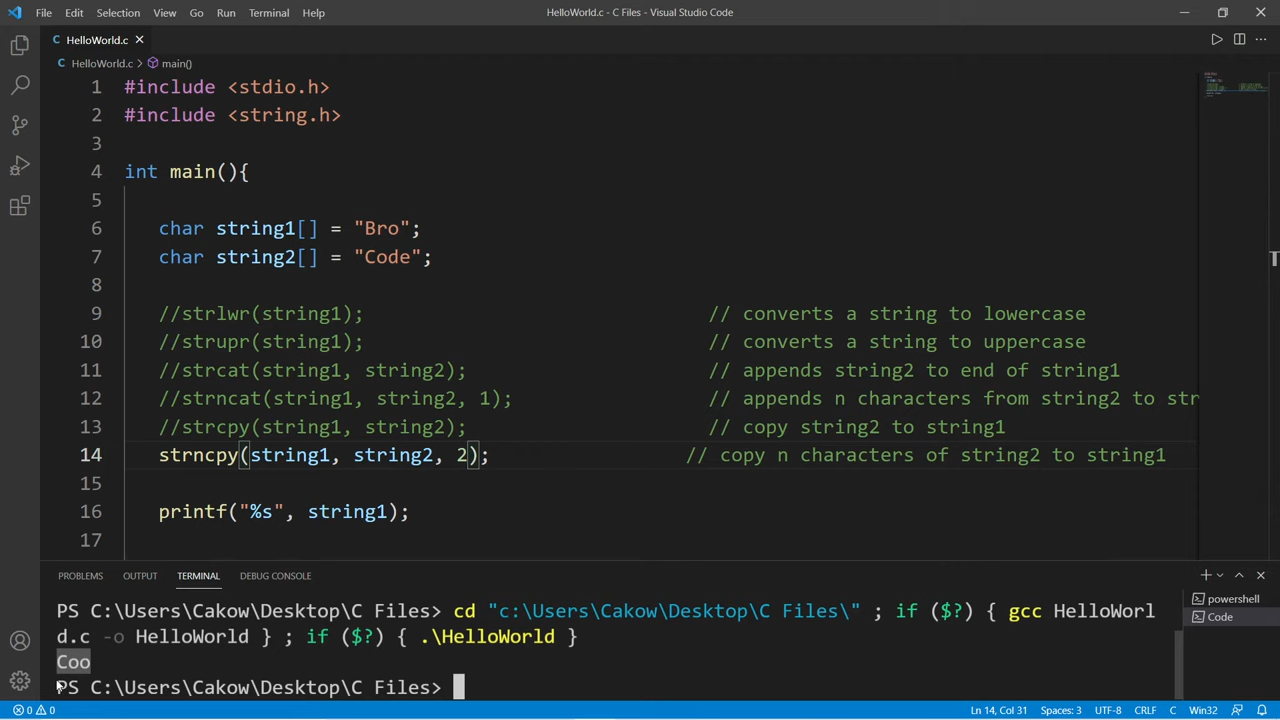 File Edit Selection View Go Run Terminal Help HelloWorld.c - C Files - Visual Studio Code
C HelloWorld.c ×
C HelloWorld.c > main()
1 #include <stdio.h>
2 #include <string.h>
3
4 int main(){
5
6 char string1[] = "Bro";
7 char string2[] = "Code";
8
9 //strlwr(string1); // converts a string to lowercase
10 //strupr(string1); // converts a string to uppercase
11 //strcat(string1, string2); // appends string2 to end of string1
12 //strncat(string1, string2, 1); // appends n characters from string2 to str
13 //strcpy(string1, string2); // copy string2 to string1
14 strncpy(string1, string2, 2); // copy n characters of string2 to string1
15
16 printf("%s", string1);
17
PROBLEMS OUTPUT TERMINAL DEBUG CONSOLE
PS C:\Users\Cakow\Desktop\C Files> cd "c:\Users\Cakow\Desktop\C Files\" ; if ($?) { gcc HelloWorl
d.c -o HelloWorld } ; if ($?) { .\HelloWorld }
Coo
PS C:\Users\Cakow\Desktop\C Files>
powershell
Code
0 0 Ln 14, Col 31 Spaces: 3 UTF-8 CRLF C Win32